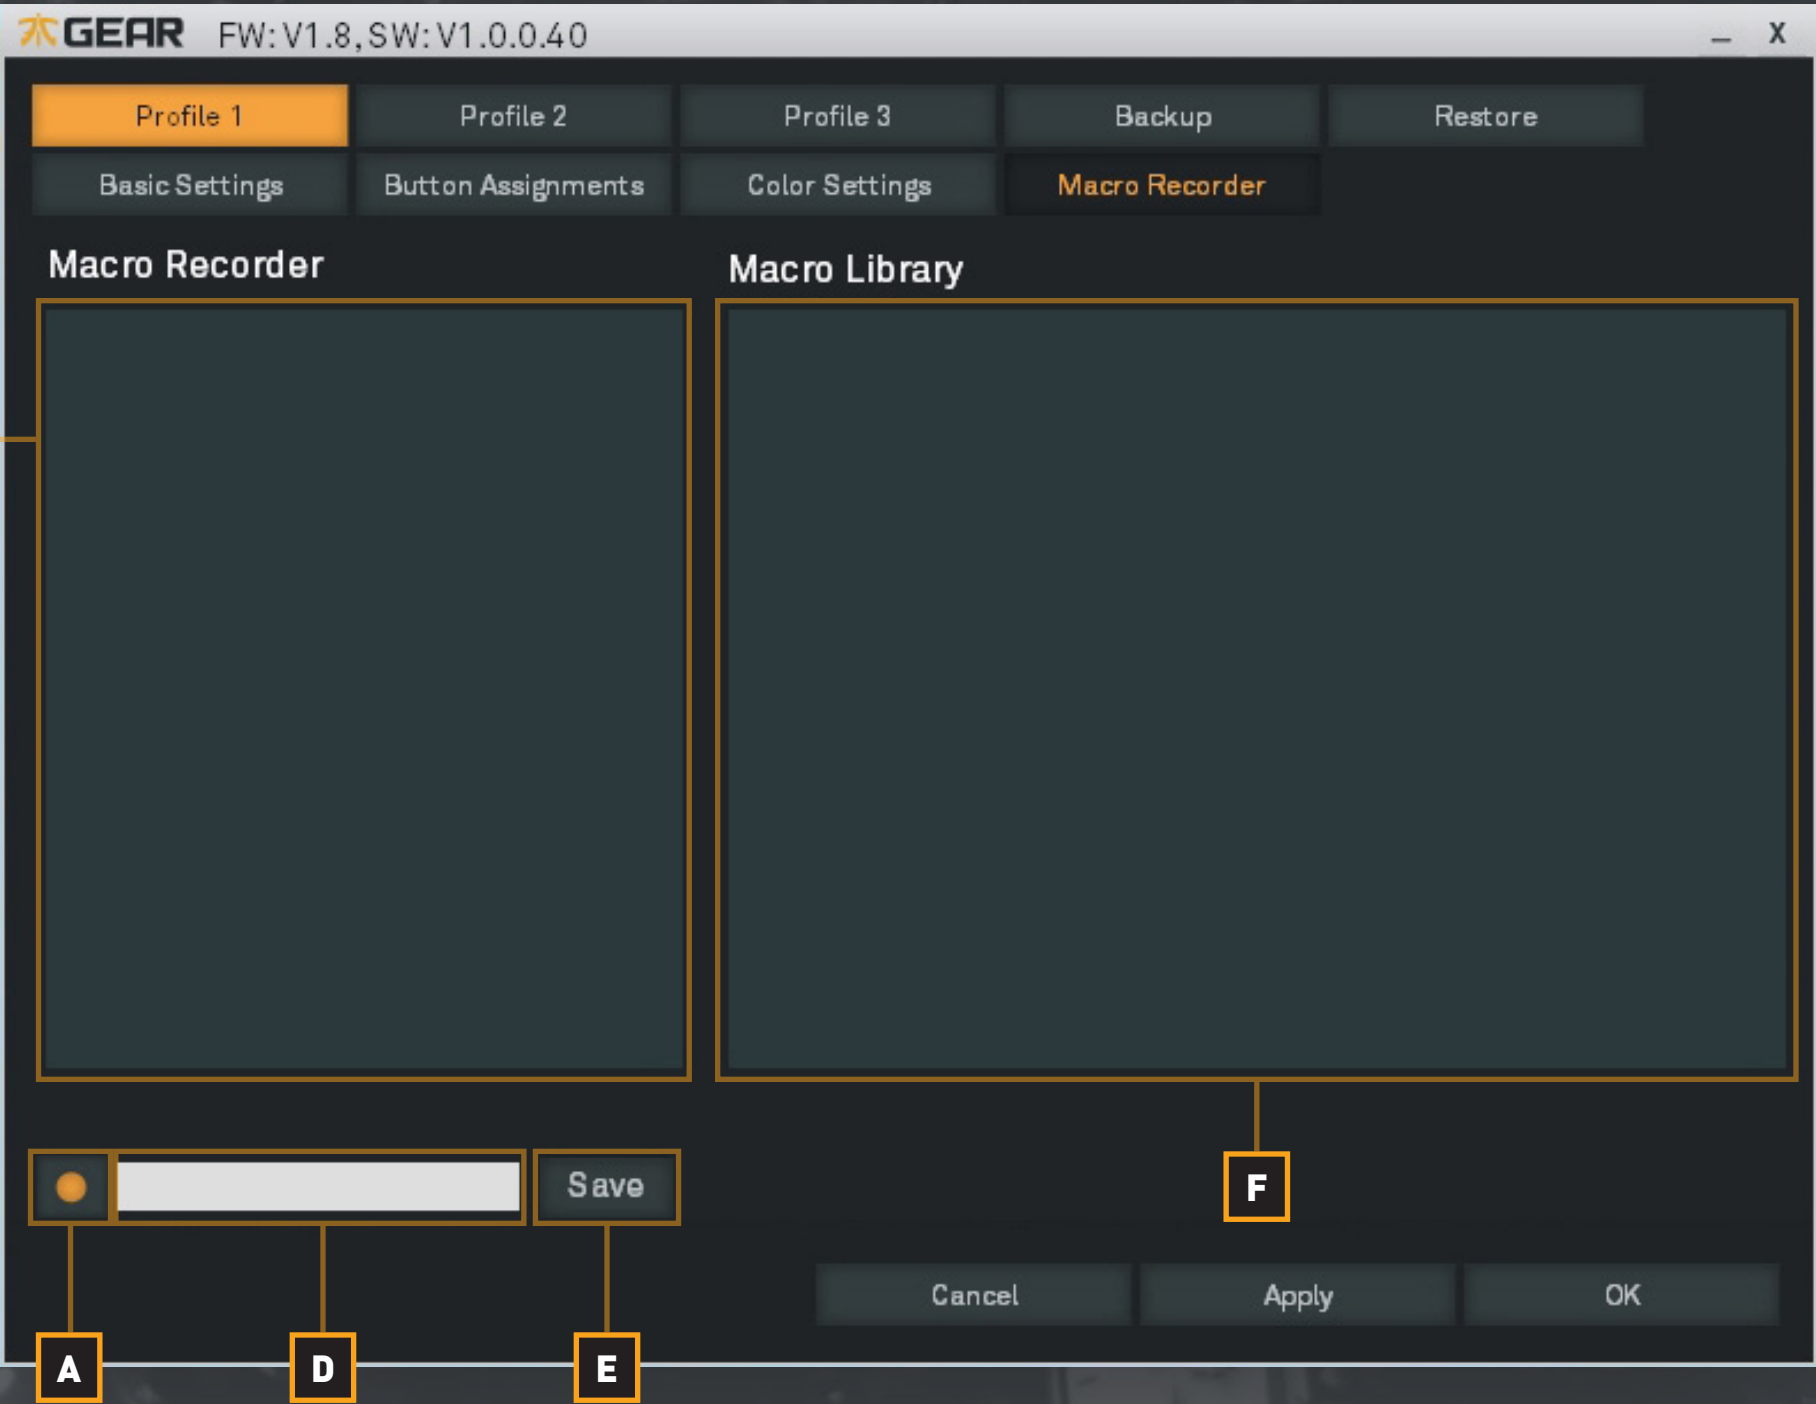 GEAR FW: V1.8, SW: V1.0.0.40 _ X
Profile 1 Profile 2 Profile 3 Backup Restore
Basic Settings Button Assignments Color Settings Macro Recorder
Macro Recorder
Macro Library
Save
F
Cancel Apply OK
A D E